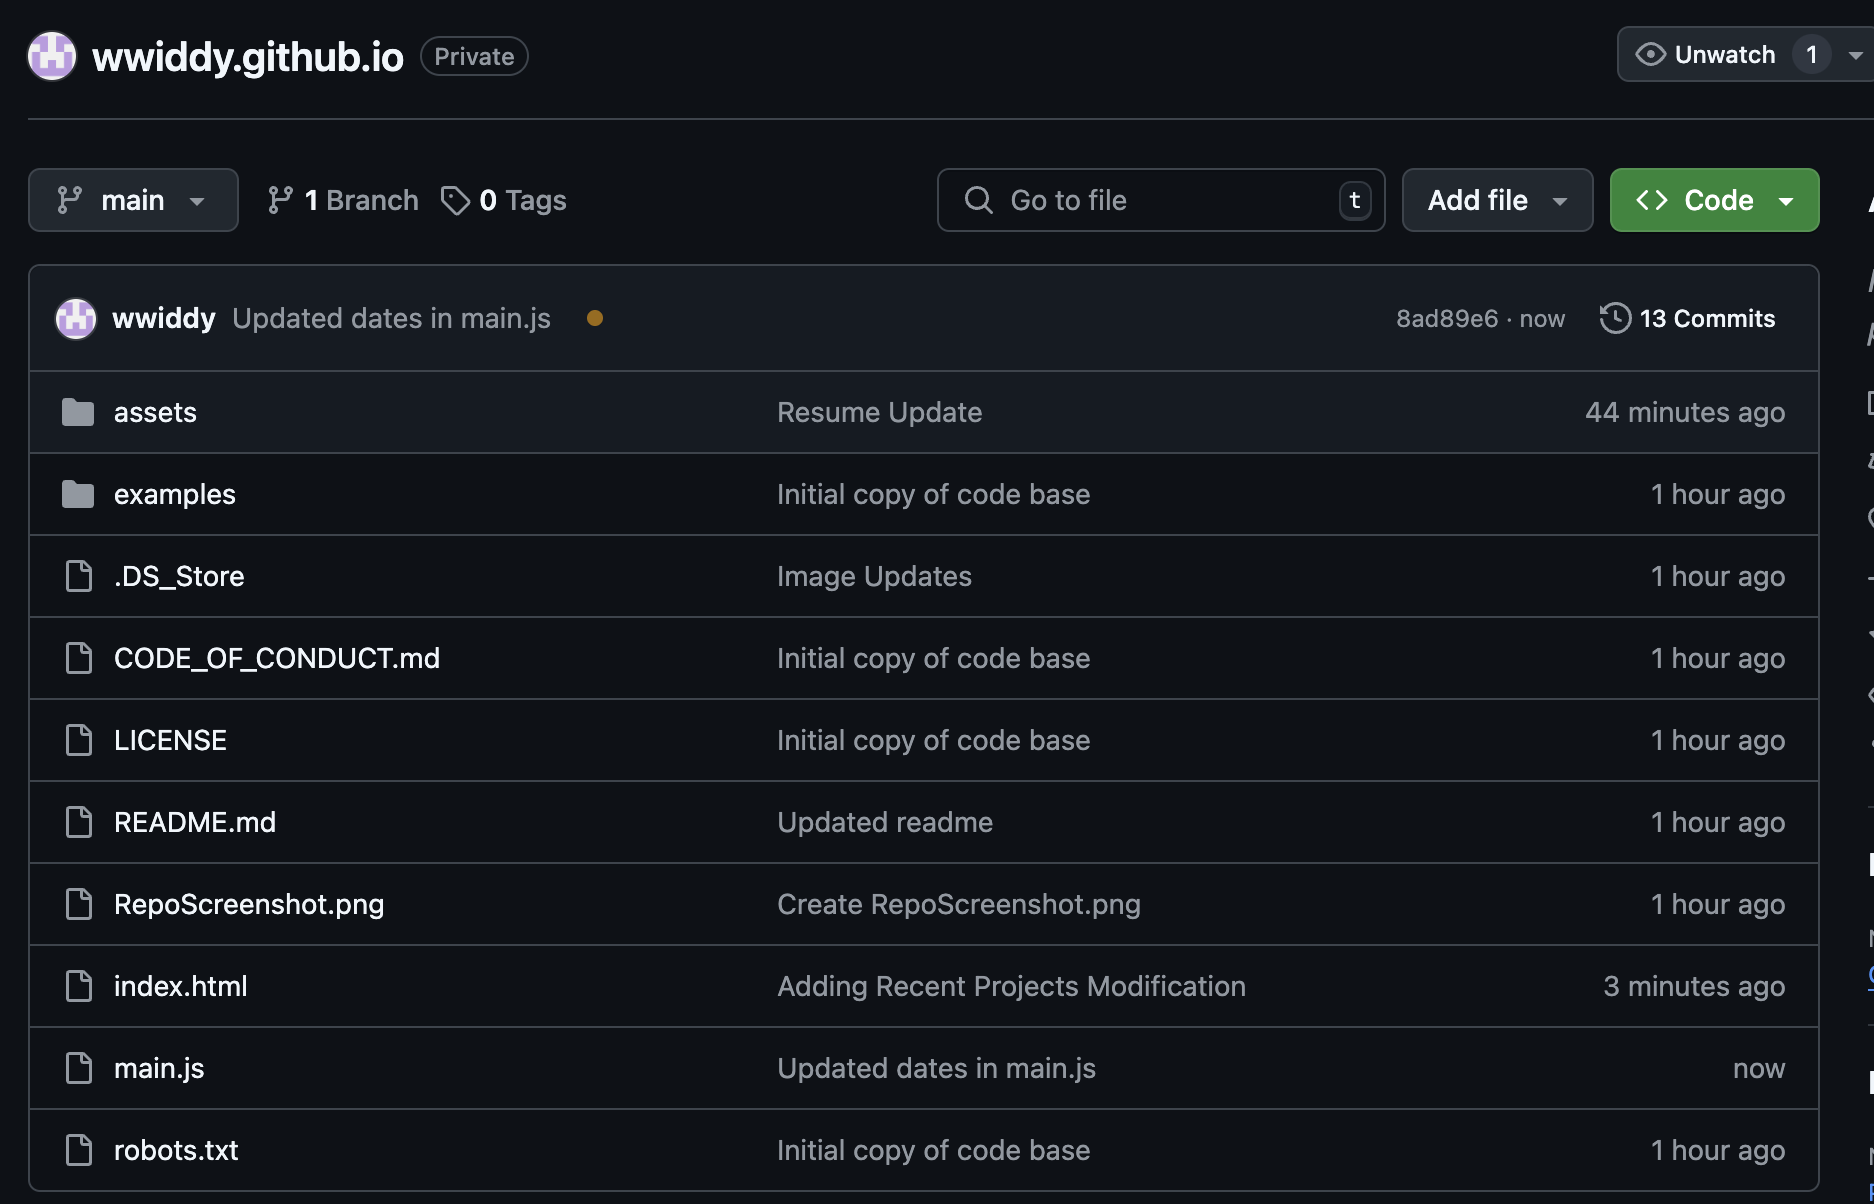 wwiddy.github.io Private Unwatch 1
main 1 Branch 0 Tags Go to file t Add file Code
wwiddy Updated dates in main.js 8ad89e6 · now 13 Commits
assets Resume Update 44 minutes ago
examples Initial copy of code base 1 hour ago
.DS_Store Image Updates 1 hour ago
CODE_OF_CONDUCT.md Initial copy of code base 1 hour ago
LICENSE Initial copy of code base 1 hour ago
README.md Updated readme 1 hour ago
RepoScreenshot.png Create RepoScreenshot.png 1 hour ago
index.html Adding Recent Projects Modification 3 minutes ago
main.js Updated dates in main.js now
robots.txt Initial copy of code base 1 hour ago